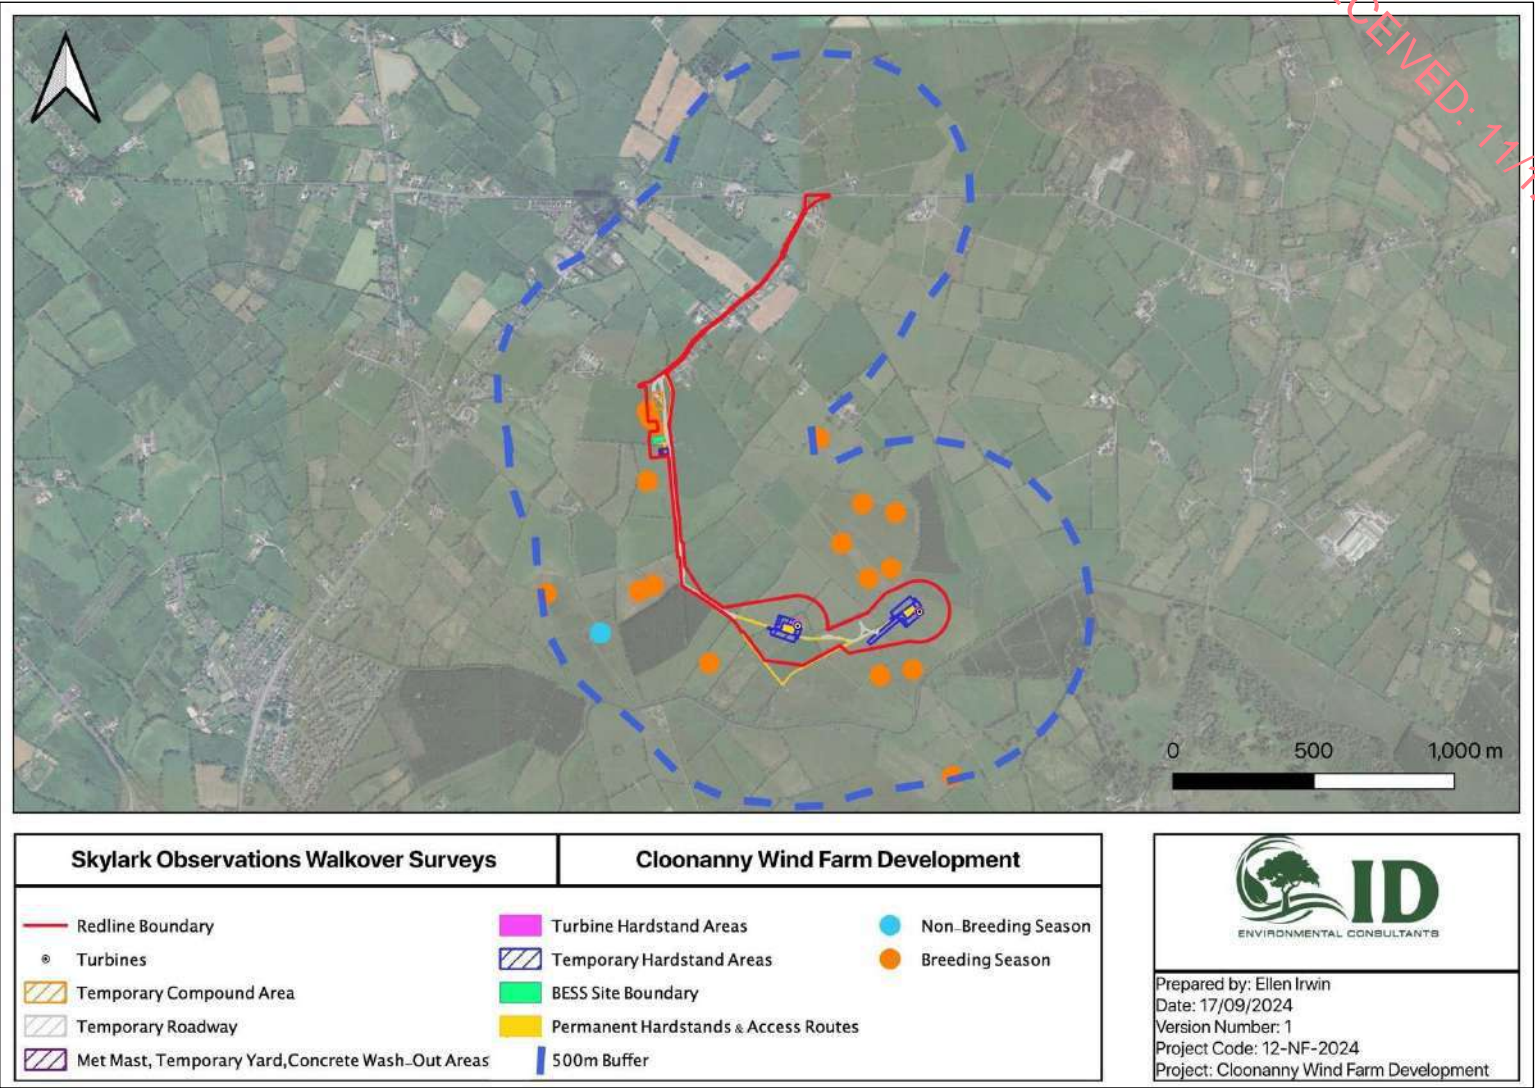 CEIVED: 11/1
0 500 1,000 m
Skylark Observations Walkover Surveys
Cloonanny Wind Farm Development
Redline Boundary
Turbines
Temporary Compound Area
Temporary Roadway
Met Mast, Temporary Yard,Concrete Wash-Out Areas
Turbine Hardstand Areas
Temporary Hardstand Areas
BESS Site Boundary
Permanent Hardstands & Access Routes
500m Buffer
Non-Breeding Season
Breeding Season
ID
ENVIRONMENTAL CONSULTANTS
Prepared by: Ellen Irwin
Date: 17/09/2024
Version Number: 1
Project Code: 12-NF-2024
Project: Cloonanny Wind Farm Development